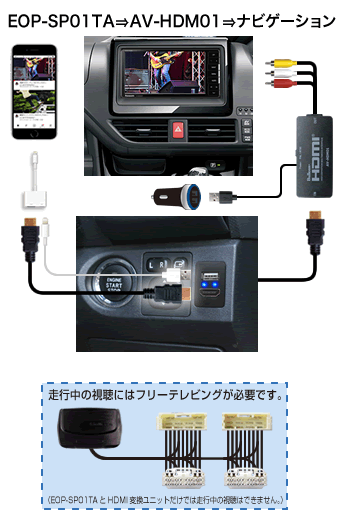 EOP-SP01TA⇒AV-HDM01⇒ナビゲーション
HDMI
ENGINE
START
STOP
L R
走行中の視聴にはフリーテレビングが必要です。
（EOP-SP01TAとHDMI変換ユニットだけでは走行中の視聴はできません。）